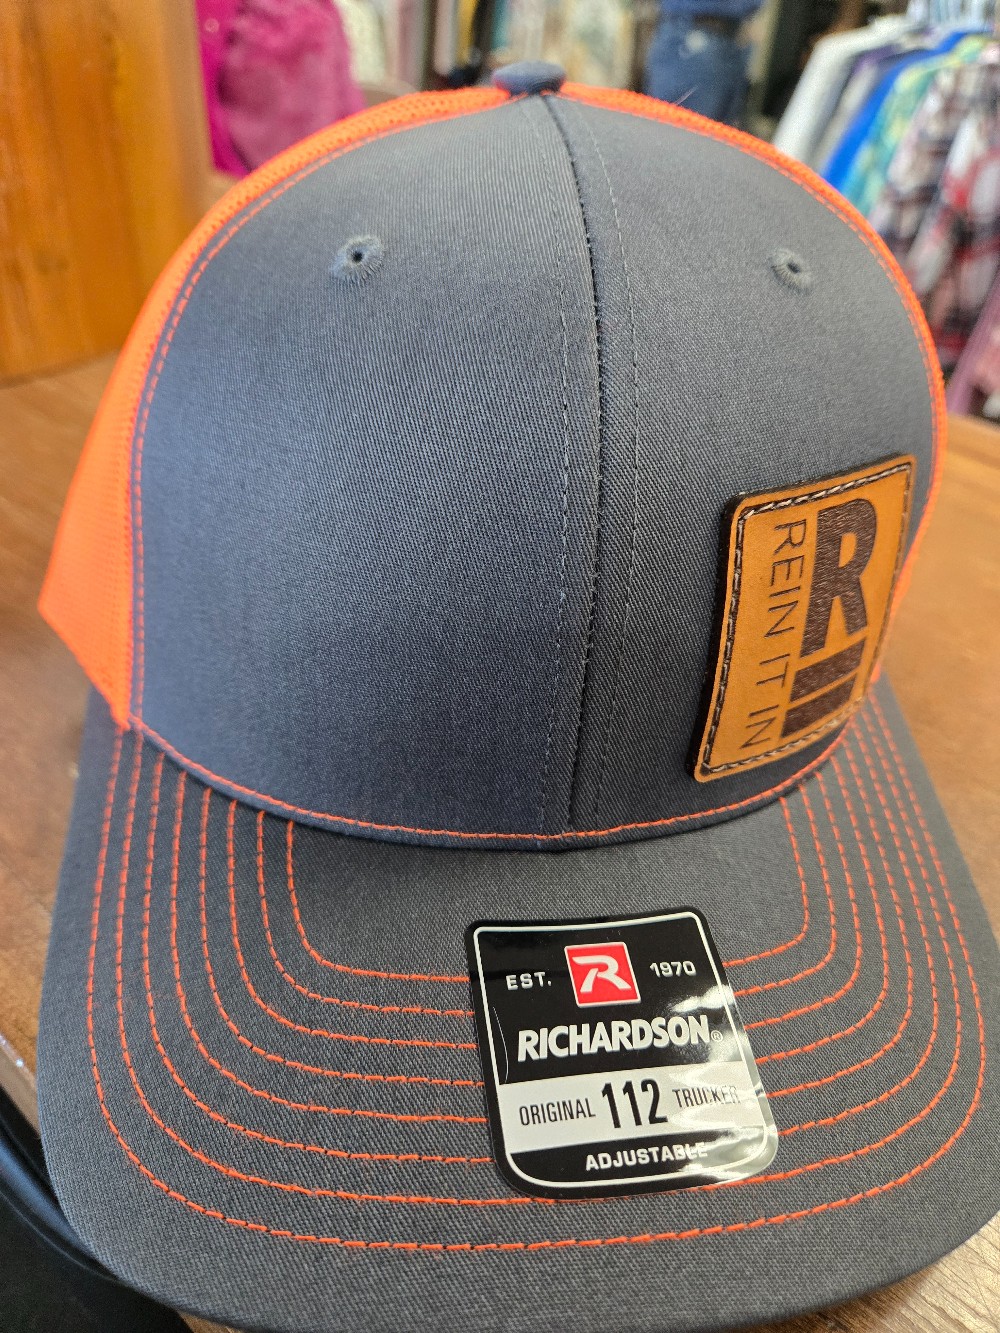 R
REIN IT IN
EST. R 1970
RICHARDSON®
ORIGINAL 112 TRUCKER
ADJUSTABLE